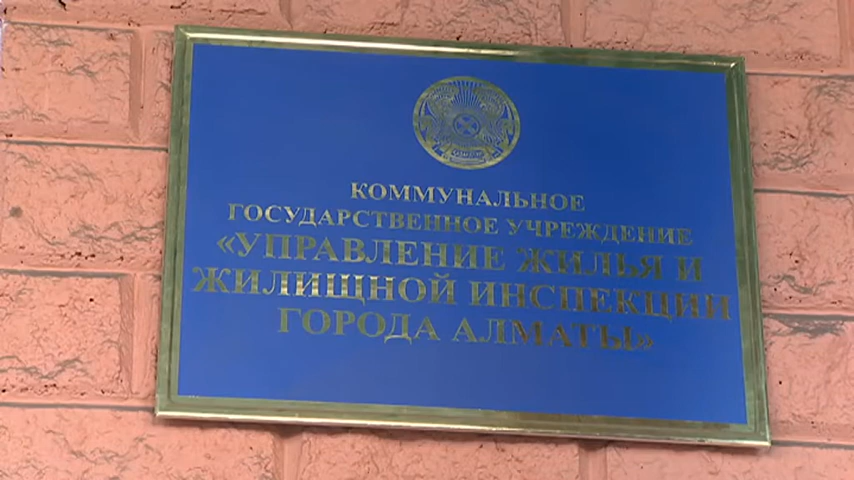 КОММУНАЛЬНОЕ
ГОСУДАРСТВЕННОЕ УЧРЕЖДЕНИЕ
«УПРАВЛЕНИЕ ЖИЛЬЯ И
ЖИЛИЩНОЙ ИНСПЕКЦИИ
ГОРОДА АЛМАТЫ»